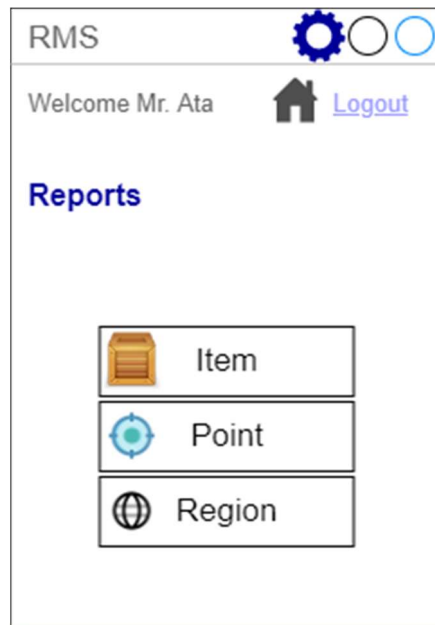 RMS
Welcome Mr. Ata Logout
Reports
Item
Point
Region